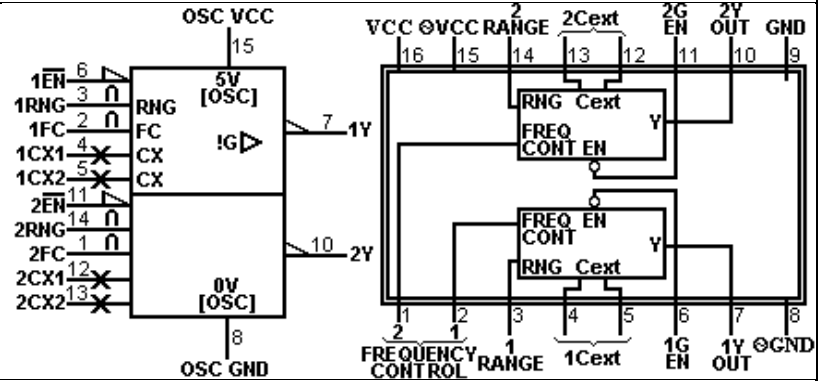 OSC VCC
15
6
1EN
3
1RNG
2
1FC
4
1CX1
5
1CX2
11
2EN
14
2RNG
1
2FC
12
2CX1
13
2CX2
5V
[OSC]
RNG
FC
!G
CX
CX
0V
[OSC]
7
1Y
10
2Y
8
OSC GND
VCC ΘVCC 2 RANGE 2Cext 2G EN 2Y OUT GND
16 15 14 13 12 11 10 9
RNG Cext
Y
FREQ
CONT EN
FREQ EN
CONT
Y
RNG Cext
1 2 3 4 5 6 7 8
2 1
FREQUENCY
CONTROL
1
RANGE
1Cext
1G
EN
1Y
OUT
ΘGND